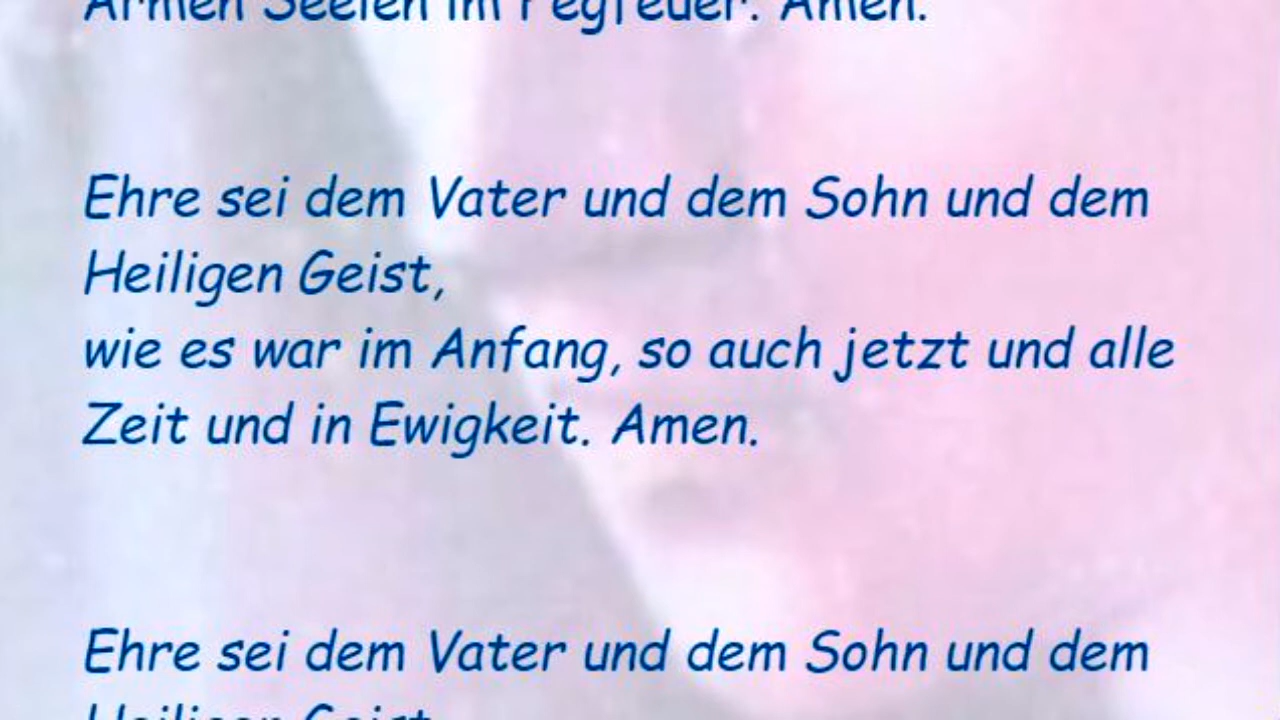 Armen Seelen im Fegfeuer. Amen.
Ehre sei dem Vater und dem Sohn und dem
Heiligen Geist,
wie es war im Anfang, so auch jetzt und alle
Zeit und in Ewigkeit. Amen.
Ehre sei dem Vater und dem Sohn und dem
Heiligen Geist,